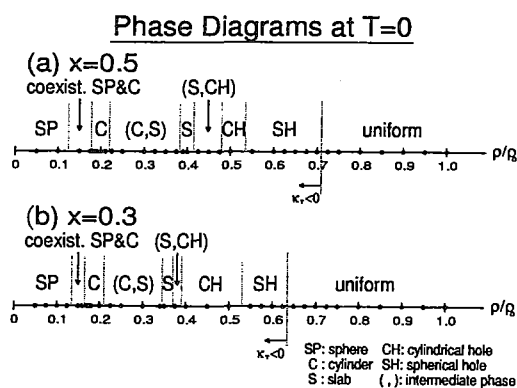 Phase Diagrams at T=0
(a) x=0.5
coexist. SP&C (S,CH)
SP C (C,S) S CH SH uniform
0 0.1 0.2 0.3 0.4 0.5 0.6 0.7 0.8 0.9 1.0 ρ/ρ₀
κT<0
(b) x=0.3
coexist. SP&C (S,CH)
SP C (C,S) S CH SH uniform
0 0.1 0.2 0.3 0.4 0.5 0.6 0.7 0.8 0.9 1.0 ρ/ρ₀
κT<0
SP: sphere CH: cylindrical hole
C: cylinder SH: spherical hole
S: slab (,): intermediate phase